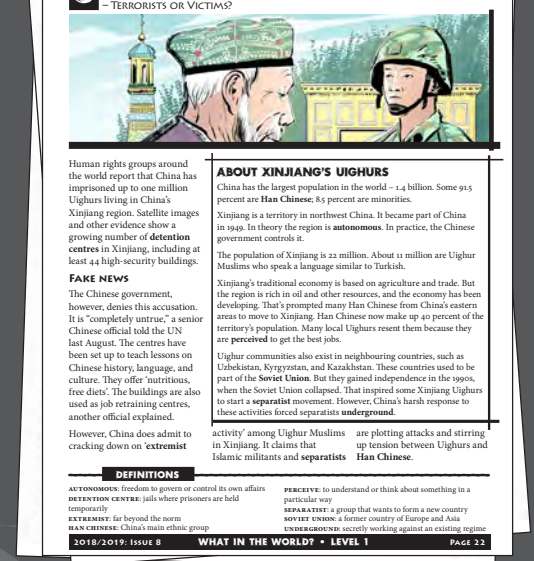 – Terrorists or Victims?
Human rights groups around
the world report that China has
imprisoned up to one million
Uighurs living in China's
Xinjiang region. Satellite images
and other evidence show a
growing number of detention
centres in Xinjiang, including at
least 44 high-security buildings.
Fake news
The Chinese government,
however, denies this accusation.
It is "completely untrue," a senior
Chinese official told the UN
last August. The centres have
been set up to teach lessons on
Chinese history, language, and
culture. They offer 'nutritious,
free diets'. The buildings are also
used as job retraining centres,
another official explained.
However, China does admit to
cracking down on 'extremist
ABOUT XINJIANG'S UIGHURS
China has the largest population in the world – 1.4 billion. Some 91.5
percent are Han Chinese; 8.5 percent are minorities.
Xinjiang is a territory in northwest China. It became part of China
in 1949. In theory the region is autonomous. In practice, the Chinese
government controls it.
The population of Xinjiang is 22 million. About 11 million are Uighur
Muslims who speak a language similar to Turkish.
Xinjiang's traditional economy is based on agriculture and trade. But
the region is rich in oil and other resources, and the economy has been
developing. That's prompted many Han Chinese from China's eastern
areas to move to Xinjiang. Han Chinese now make up 40 percent of the
territory's population. Many local Uighurs resent them because they
are perceived to get the best jobs.
Uighur communities also exist in neighbouring countries, such as
Uzbekistan, Kyrgyzstan, and Kazakhstan. These countries used to be
part of the Soviet Union. But they gained independence in the 1990s,
when the Soviet Union collapsed. That inspired some Xinjiang Uighurs
to start a separatist movement. However, China's harsh response to
these activities forced separatists underground.
activity' among Uighur Muslims
in Xinjiang. It claims that
Islamic militants and separatists
are plotting attacks and stirring
up tension between Uighurs and
Han Chinese.
DEFINITIONS
autonomous: freedom to govern or control its own affairs
detention centre: jails where prisoners are held
temporarily
extremist: far beyond the norm
Han Chinese: China's main ethnic group
perceive: to understand or think about something in a
particular way
separatist: a group that wants to form a new country
Soviet Union: a former country of Europe and Asia
underground: secretly working against an existing regime
2018/2019: Issue 8 WHAT IN THE WORLD? • LEVEL 1 Page 22